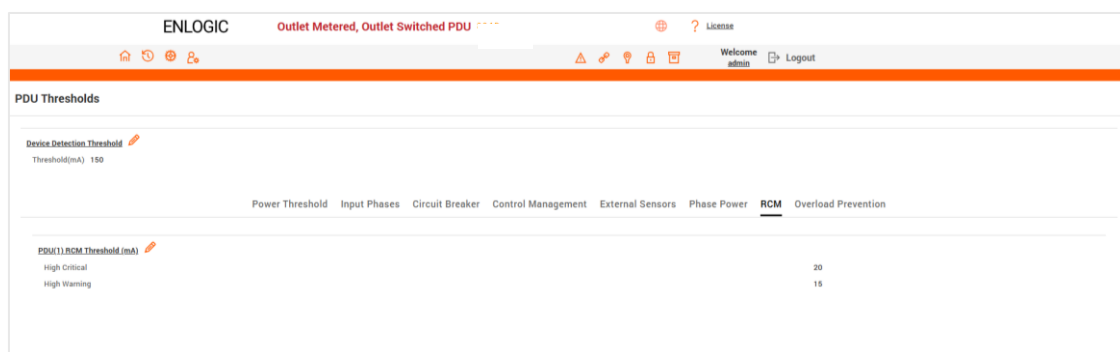 ENLOGIC Outlet Metered, Outlet Switched PDU ? License
Welcome
admin Logout
PDU Thresholds
Device Detection Threshold
Threshold(mA) 150
Power Threshold Input Phases Circuit Breaker Control Management External Sensors Phase Power RCM Overload Prevention
PDU(1) RCM Threshold (mA)
High Critical 20
High Warning 15